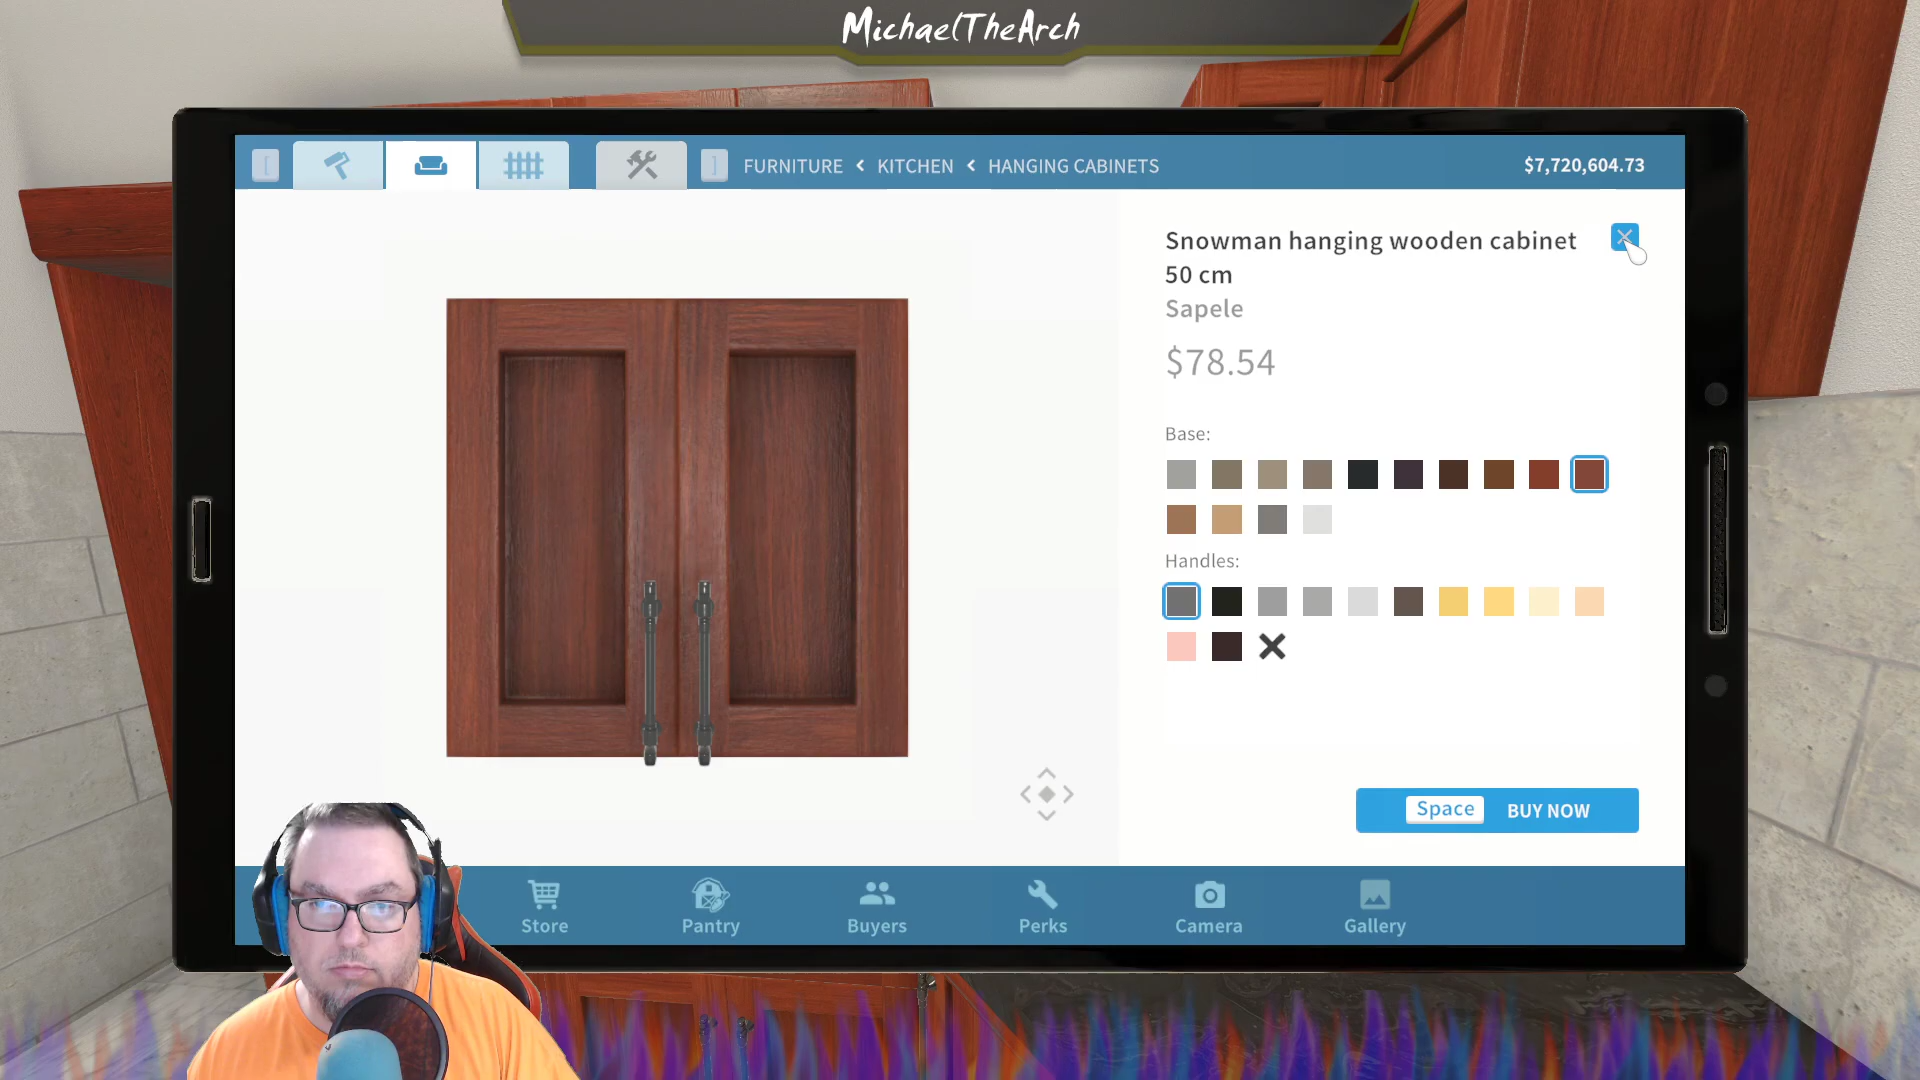 MichaelTheArch
[ ] FURNITURE < KITCHEN < HANGING CABINETS $7,720,604.73
Snowman hanging wooden cabinet
50 cm
Sapele
$78.54
Base:
Handles:
Space BUY NOW
Store Pantry Buyers Perks Camera Gallery